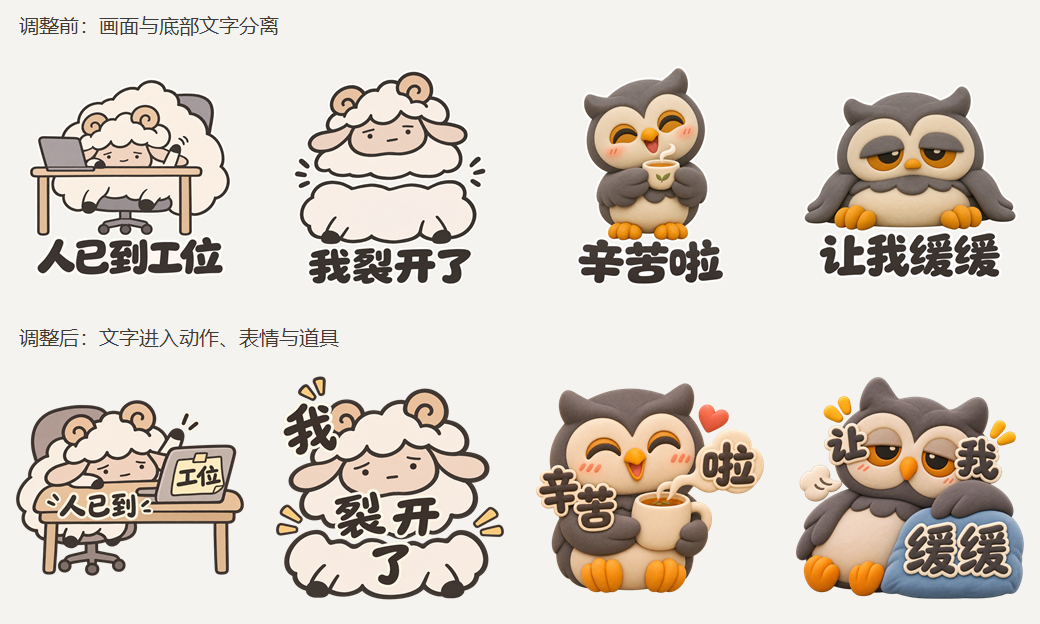 调整前：画面与底部文字分离
人已到工位
我裂开了
辛苦啦
让我缓缓
调整后：文字进入动作、表情与道具
人已到
工位
我
裂开
了
辛苦
啦
让
我
缓缓